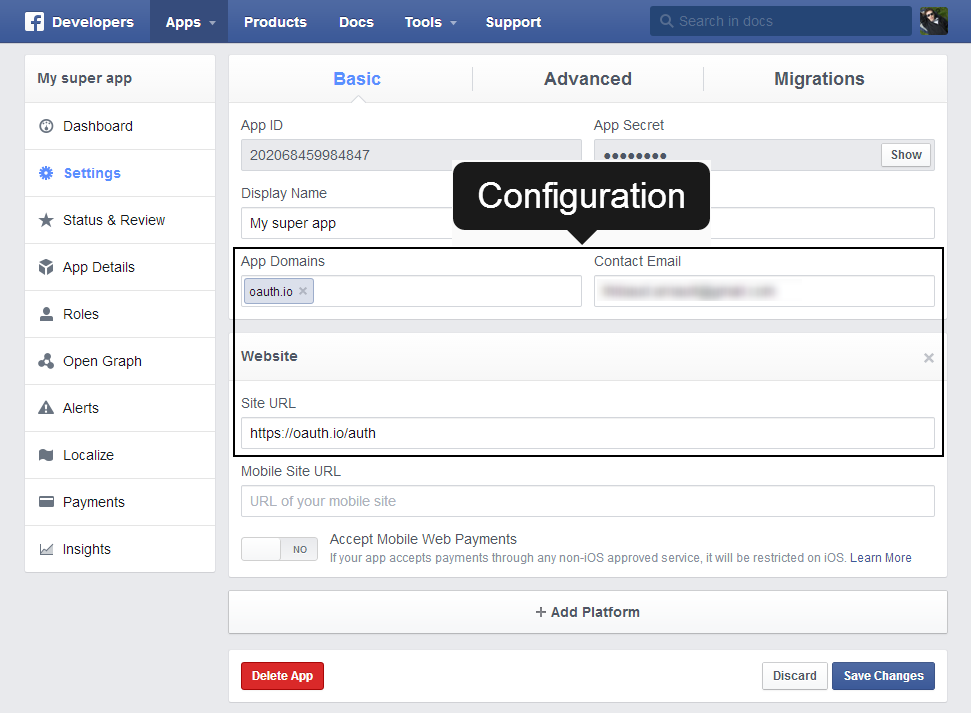 Developers Apps Products Docs Tools Support Search in docs
My super app
Dashboard
Settings
Status & Review
App Details
Roles
Open Graph
Alerts
Localize
Payments
Insights
Basic Advanced Migrations
App ID App Secret
202068459984847 •••••••• Show
Display Name
My super app
Configuration
App Domains Contact Email
oauth.io ×
Website
Site URL
https://oauth.io/auth
Mobile Site URL
URL of your mobile site
NO Accept Mobile Web Payments
If your app accepts payments through any non-iOS approved service, it will be restricted on iOS. Learn More
+ Add Platform
Delete App Discard Save Changes